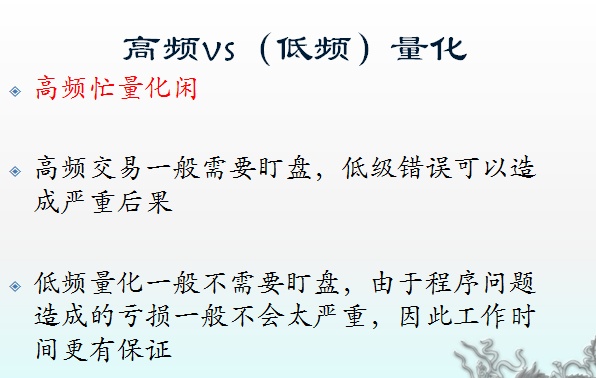 高频vs（低频）量化
高频忙量化闲
高频交易一般需要盯盘，低级错误可以造
成严重后果
低频量化一般不需要盯盘，由于程序问题
造成的亏损一般不会太严重，因此工作时
间更有保证